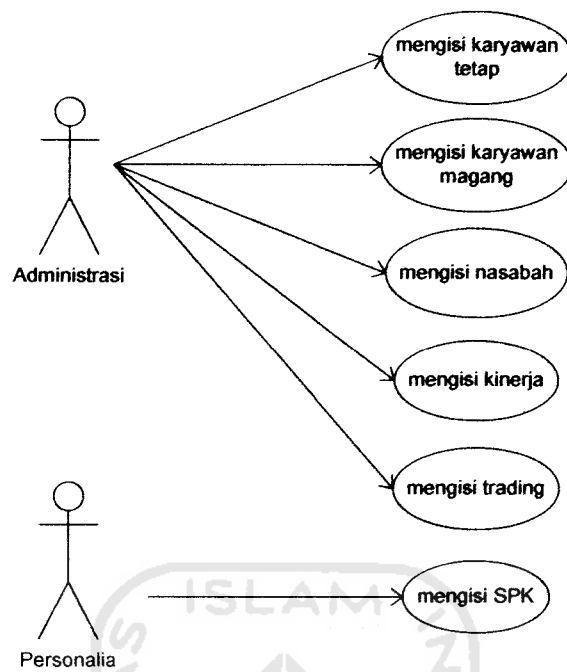 mengisi karyawan
tetap
mengisi karyawan
magang
Administrasi
mengisi nasabah
mengisi kinerja
mengisi trading
mengisi SPK
ISLAM
Personalia